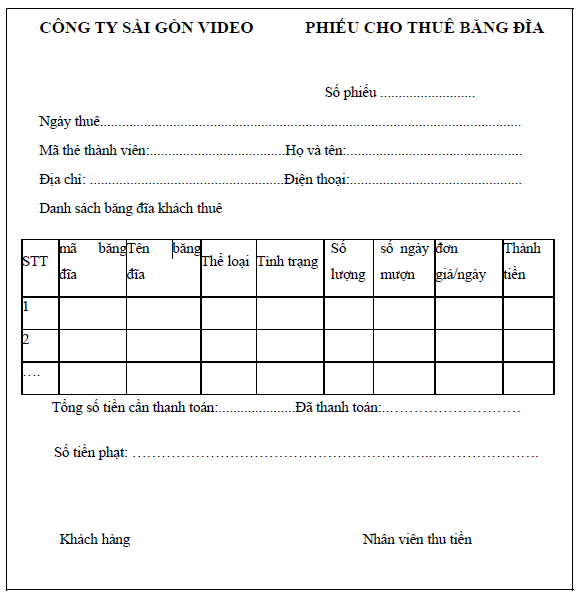 CÔNG TY SÀI GÒN VIDEO PHIẾU CHO THUÊ BĂNG ĐĨA
Số phiếu ..........................
Ngày thuê...................................................................................................................
Mã thẻ thành viên:.....................................Họ và tên:................................................
Địa chỉ: .....................................................Điện thoại:...............................................
Danh sách băng đĩa khách thuê
STT mã băng đĩa Tên băng đĩa Thể loại Tình trạng Số lượng số ngày mượn đơn giá/ngày Thành tiền
1
2
….
Tổng số tiền cần thanh toán:.....................Đã thanh toán:….……………………….
Số tiền phạt: …………………………………………………..………………….
Khách hàng Nhân viên thu tiền